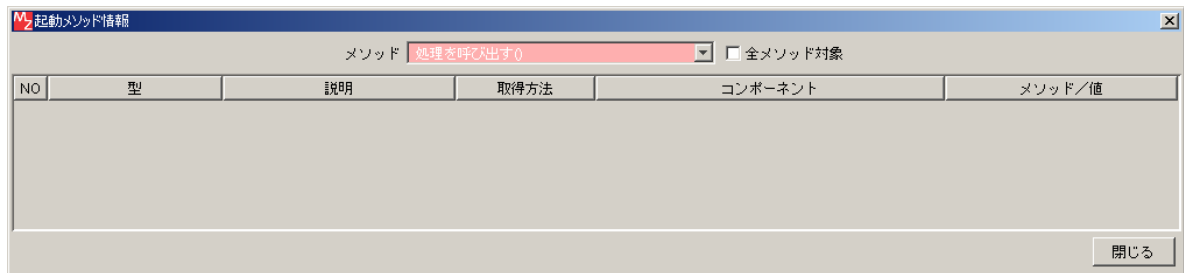 Mz 起動メソッド情報
メソッド 処理を呼び出す() 全メソッド対象
NO 型 説明 取得方法 コンポーネント メソッド／値
閉じる